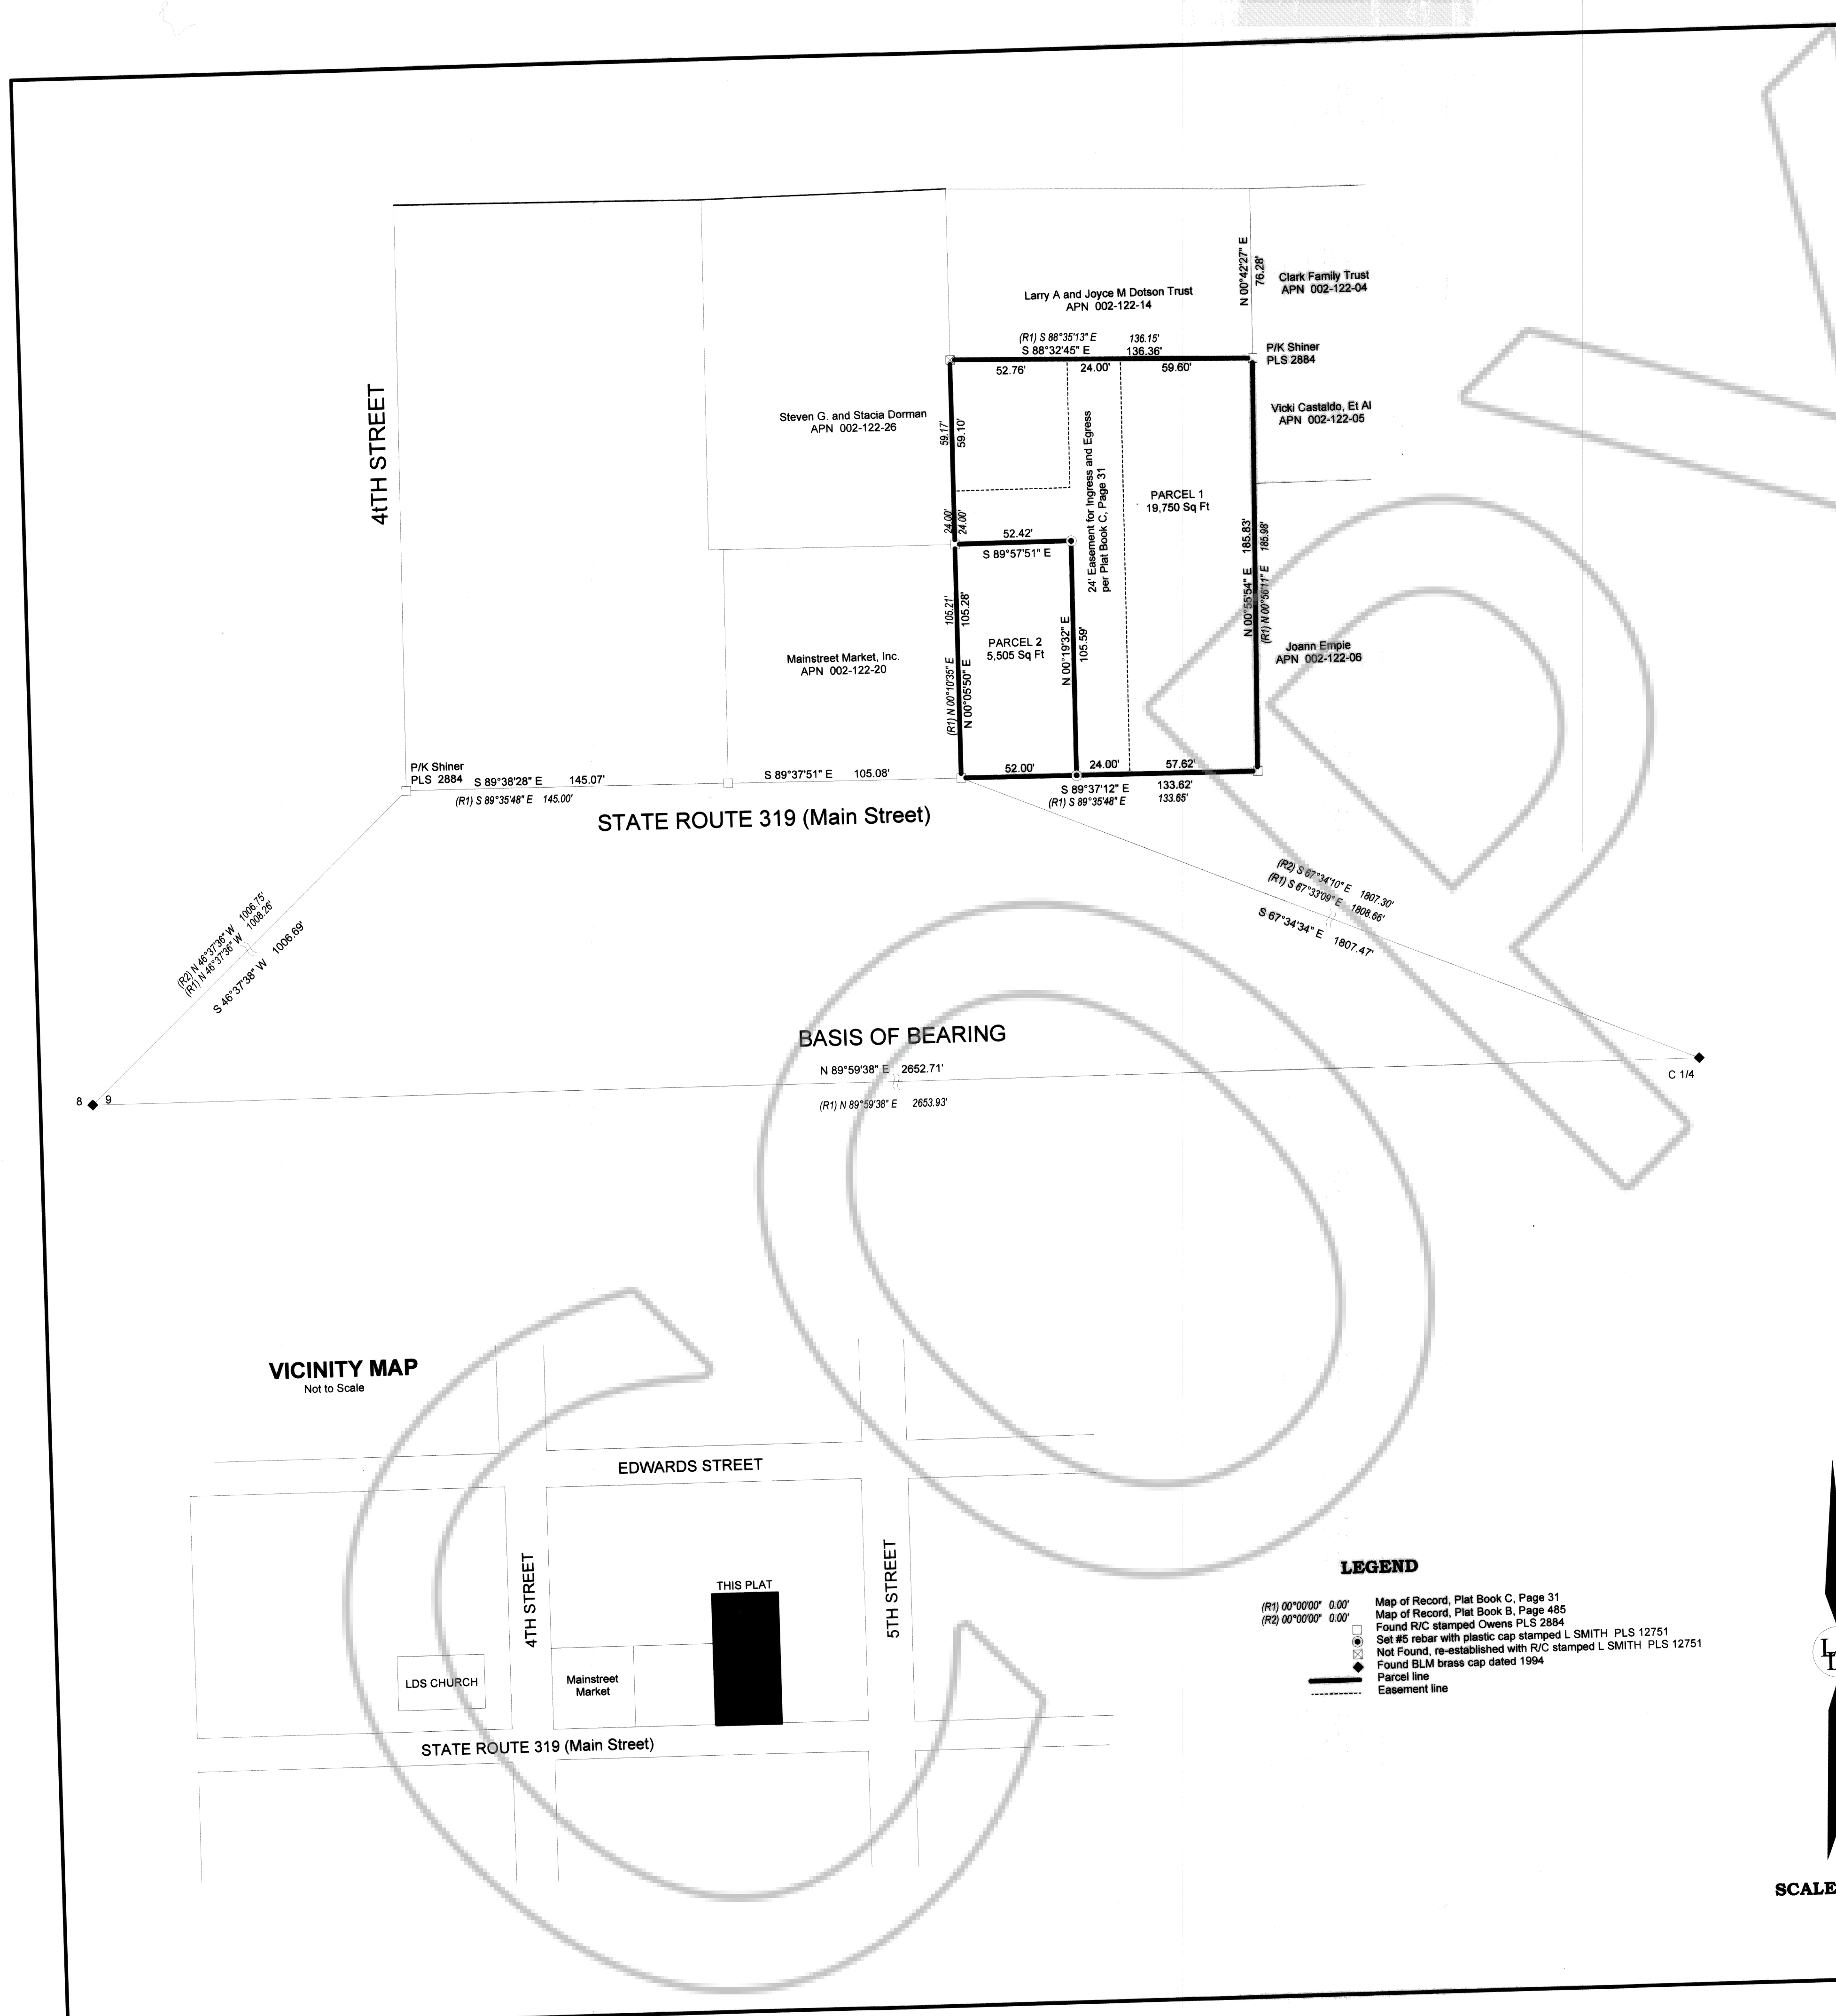 4tTH STREET
Larry A and Joyce M Dotson Trust
APN 002-122-14
N 00°42'27" E
76.28'
Clark Family Trust
APN 002-122-04
(R1) S 88°35'13" E 136.15'
S 88°32'45" E 136.36'
P/K Shiner
PLS 2884
52.76' 24.00' 59.60'
Steven G. and Stacia Dorman
APN 002-122-26
59.17'
59.10'
24' Easement for Ingress and Egress
per Plat Book C, Page 31
Vicki Castaldo, Et Al
APN 002-122-05
PARCEL 1
19,750 Sq Ft
24.00'
24.00'
52.42'
S 89°57'51" E
N 00°55'54" E 185.83'
(R1) N 00°56'11" E 185.98'
(R1) N 00°10'35" E 105.21'
N 00°05'50" E 105.28'
PARCEL 2
5,505 Sq Ft
N 00°19'32" E
105.59'
Mainstreet Market, Inc.
APN 002-122-20
Joann Empie
APN 002-122-06
P/K Shiner
PLS 2884
S 89°38'28" E 145.07'
(R1) S 89°35'48" E 145.00'
S 89°37'51" E 105.08'
52.00' 24.00' 57.62'
S 89°37'12" E 133.62'
(R1) S 89°35'48" E 133.65'
STATE ROUTE 319 (Main Street)
(R2) N 46°37'36" W 1006.75'
(R1) N 46°37'36" W 1008.26'
S 46°37'38" W 1006.69'
(R2) S 67°34'10" E 1807.30'
(R1) S 67°33'09" E 1808.66'
S 67°34'34" E 1807.47'
BASIS OF BEARING
N 89°59'38" E 2652.71'
(R1) N 89°59'38" E 2653.93'
8 9
C 1/4
VICINITY MAP
Not to Scale
EDWARDS STREET
4TH STREET
5TH STREET
THIS PLAT
LDS CHURCH
Mainstreet
Market
STATE ROUTE 319 (Main Street)
LEGEND
(R1) 00°00'00" 0.00' Map of Record, Plat Book C, Page 31
(R2) 00°00'00" 0.00' Map of Record, Plat Book B, Page 485
Found R/C stamped Owens PLS 2884
Set #5 rebar with plastic cap stamped L SMITH PLS 12751
Not Found, re-established with R/C stamped L SMITH PLS 12751
Found BLM brass cap dated 1994
Parcel line
Easement line
SCALE
COP